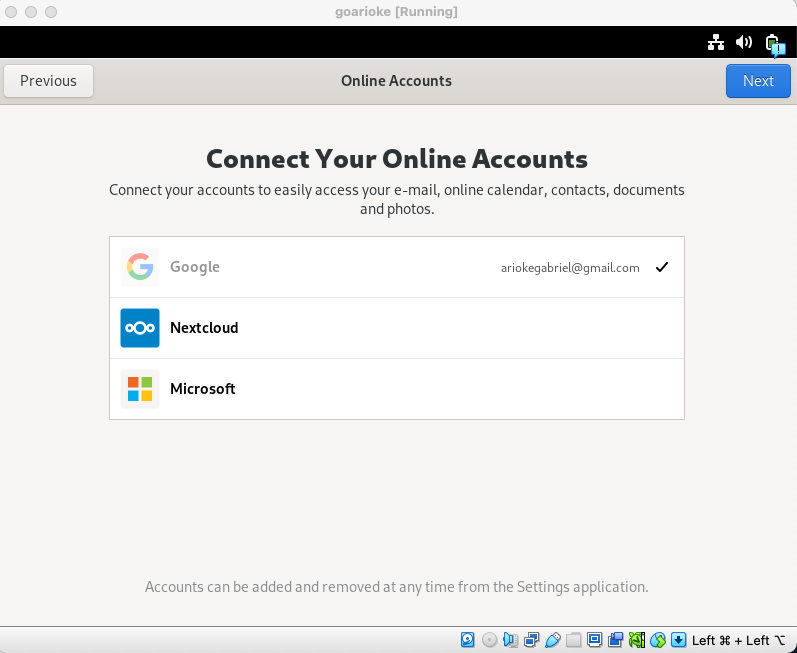 goarioke [Running]
Previous
Online Accounts
Next
Connect Your Online Accounts
Connect your accounts to easily access your e-mail, online calendar, contacts, documents
and photos.
Google
ariokegabriel@gmail.com
Nextcloud
Microsoft
Accounts can be added and removed at any time from the Settings application.
Left ⌘ + Left ⌥